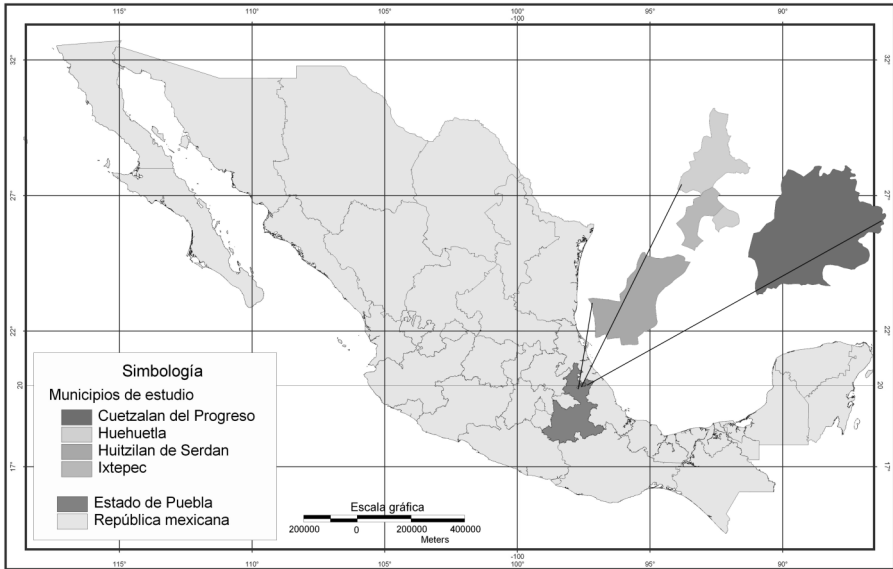 115° 110° 105° -100° 95° 90°
32° 32°
27° 27°
22° 22°
20 20
17° 17°
Simbología
Municipios de estudio
Cuetzalan del Progreso
Huehuetla
Huitzilan de Serdan
Ixtepec
Estado de Puebla
República mexicana
Escala gráfica
200000 0 200000 400000
Meters
115° 110° 105° -100° 95° 90°